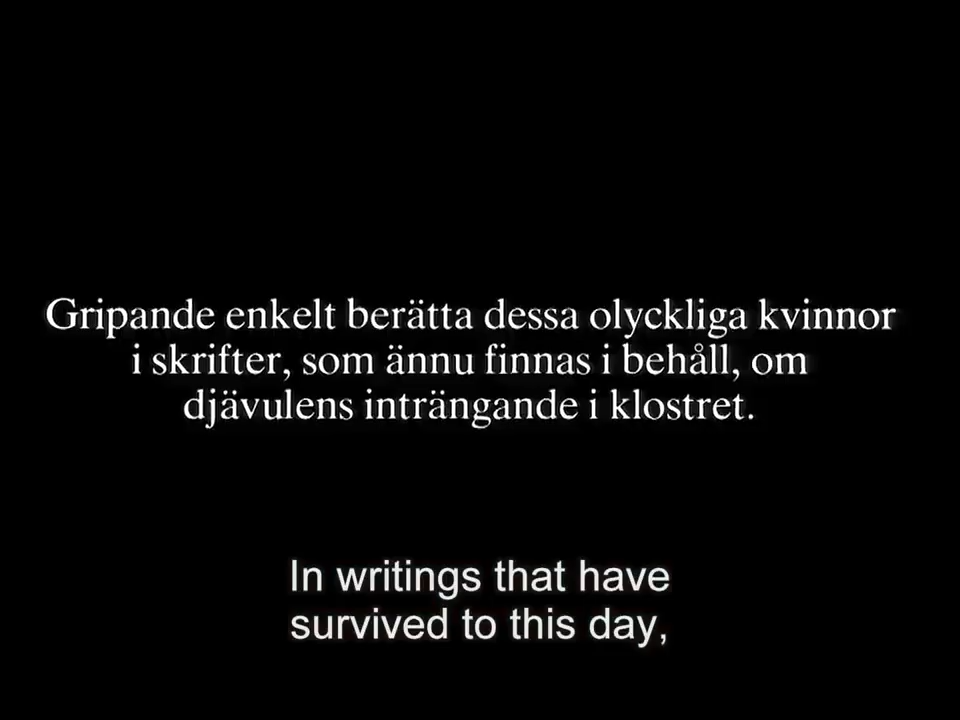 Gripande enkelt berätta dessa olyckliga kvinnor
i skrifter, som ännu finnas i behåll, om
djävulens inträngande i klostret.
In writings that have
survived to this day,